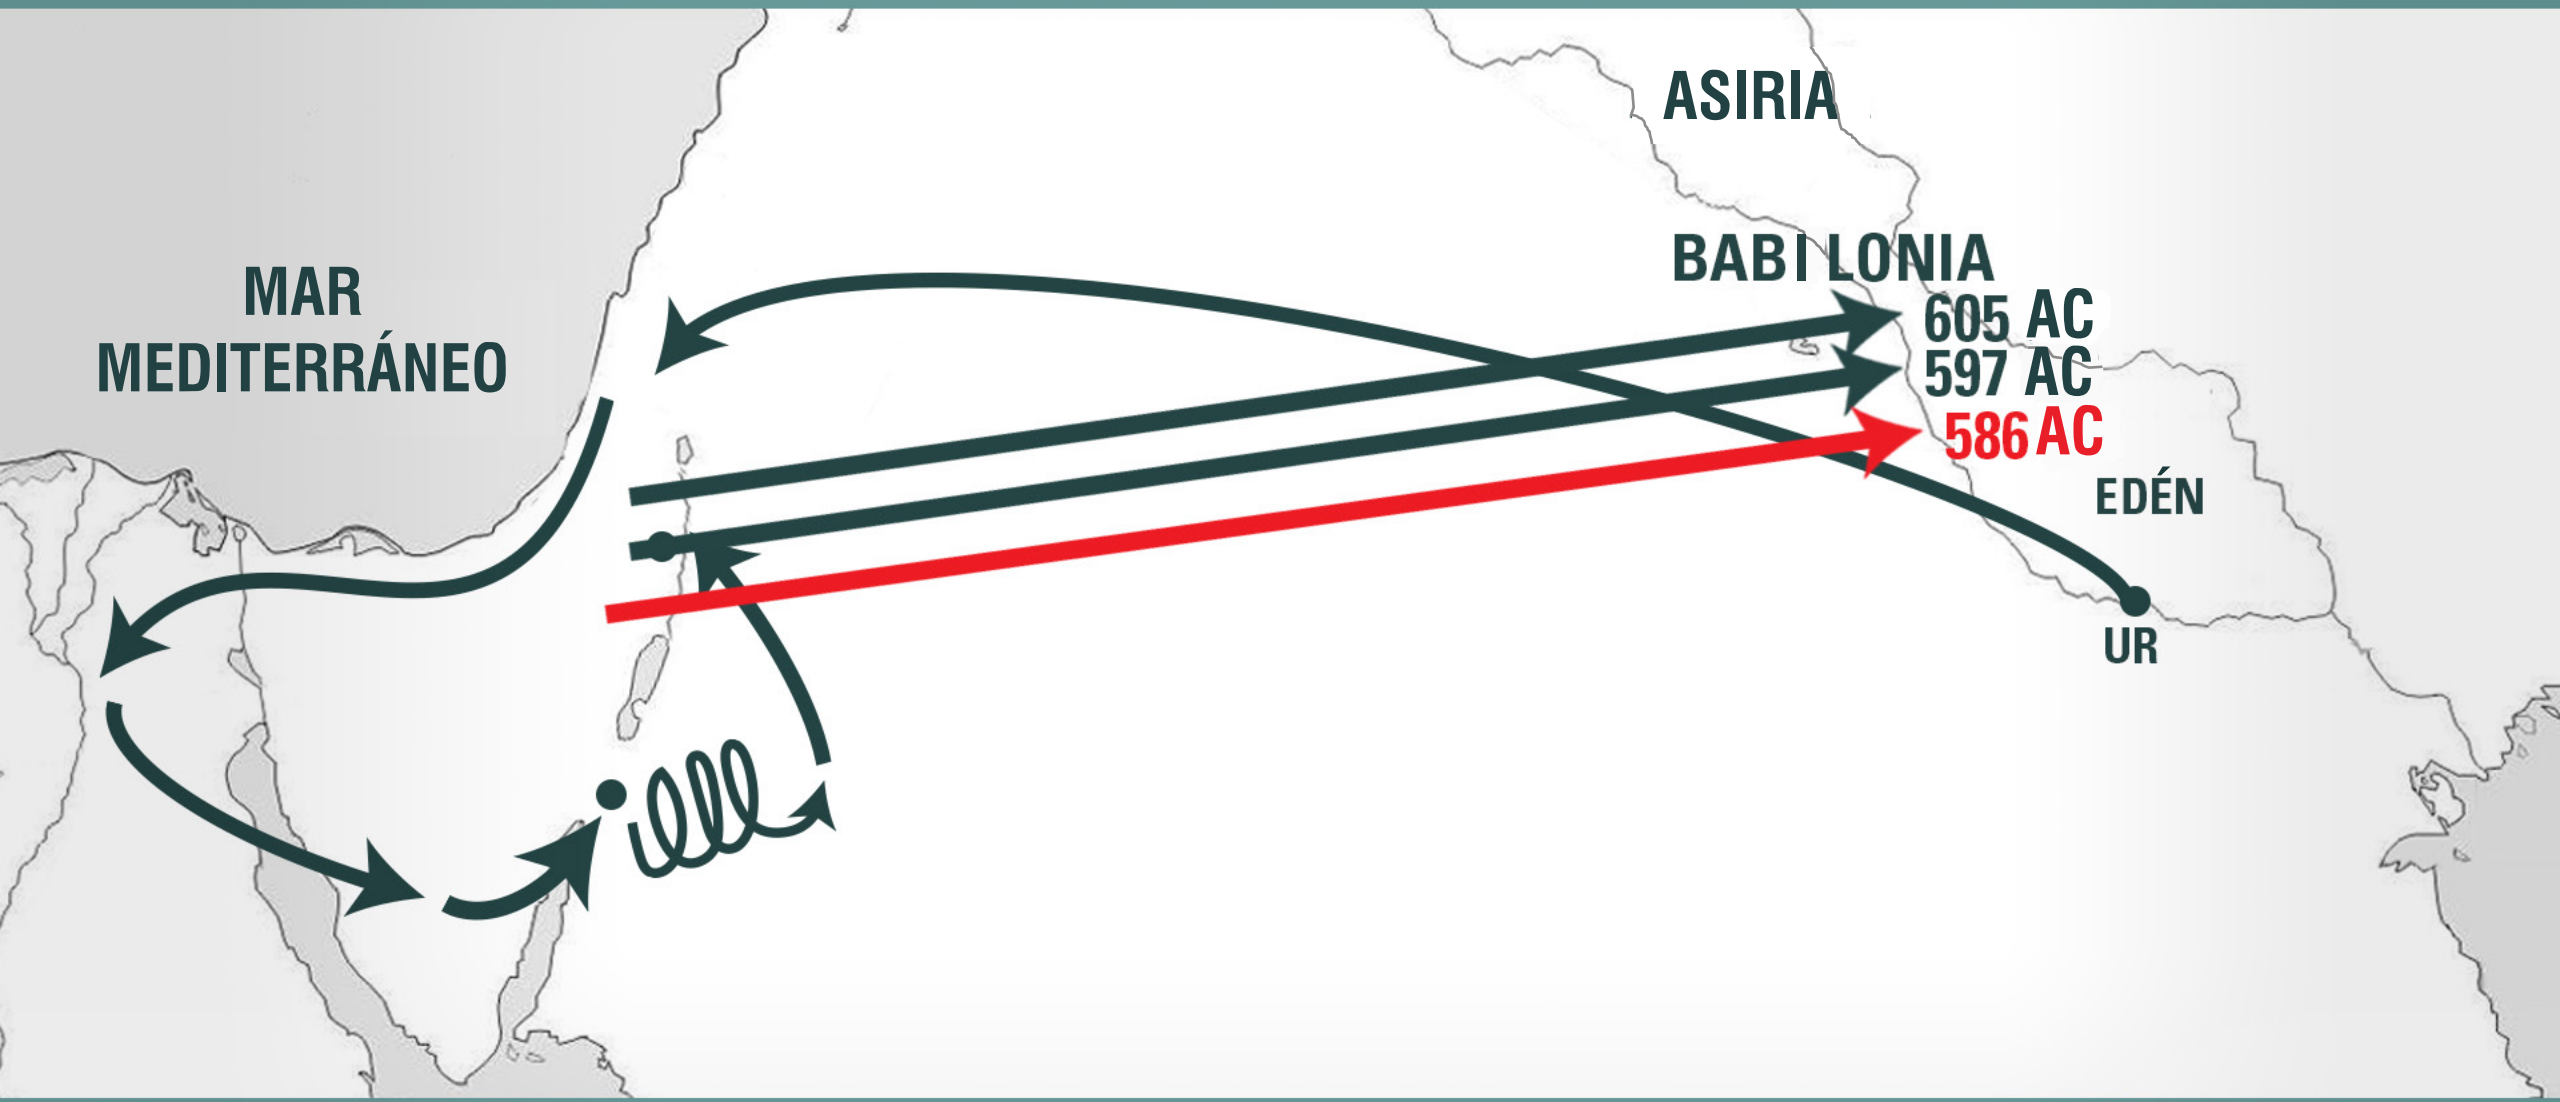 ASIRIA
BABILONIA
MAR
MEDITERRÁNEO
605 AC
597 AC
586 AC
EDÉN
UR